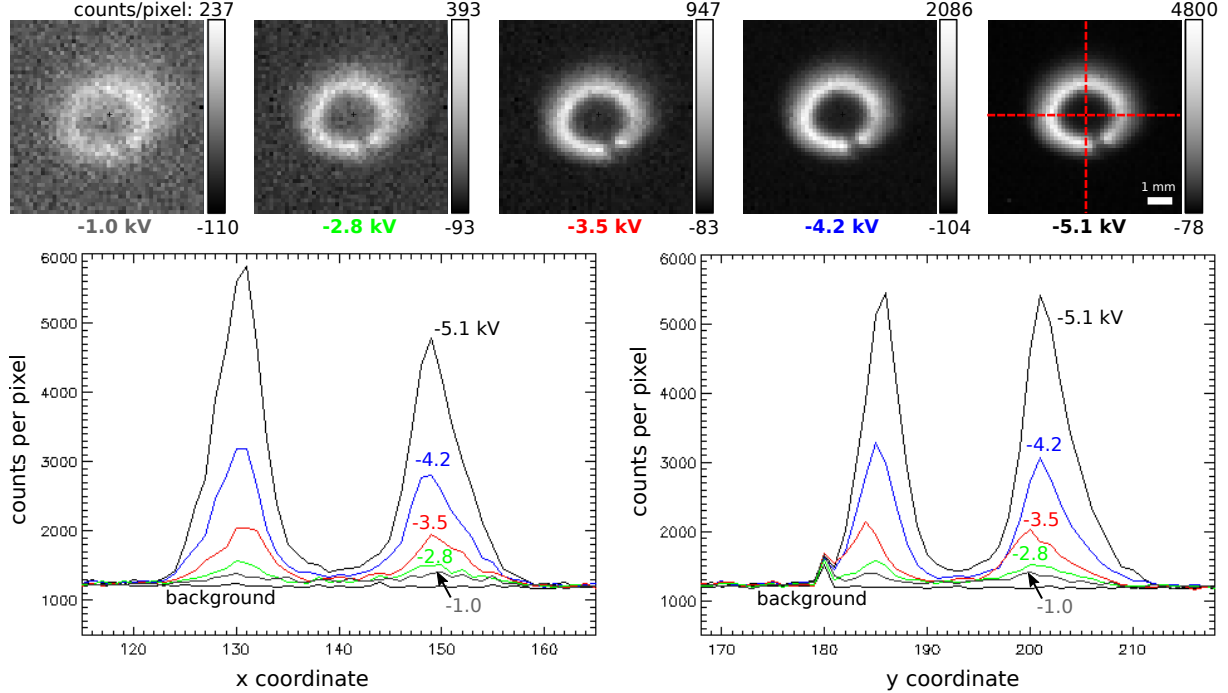 counts/pixel: 237 393 947 2086 4800
1 mm
-1.0 kV -110 -2.8 kV -93 -3.5 kV -83 -4.2 kV -104 -5.1 kV -78
6000
5000
4000
3000
2000
1000
counts per pixel
-5.1 kV
-4.2
-3.5
-2.8
-1.0
background
120 130 140 150 160
x coordinate
6000
5000
4000
3000
2000
1000
counts per pixel
-5.1 kV
-4.2
-3.5
-2.8
-1.0
background
170 180 190 200 210
y coordinate